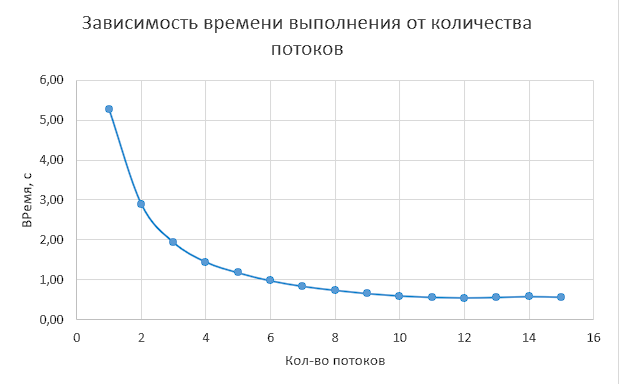 Зависимость времени выполнения от количества
потоков
6,00
5,00
4,00
3,00
2,00
1,00
0,00
ВРемя, с
0 2 4 6 8 10 12 14 16
Кол-во потоков